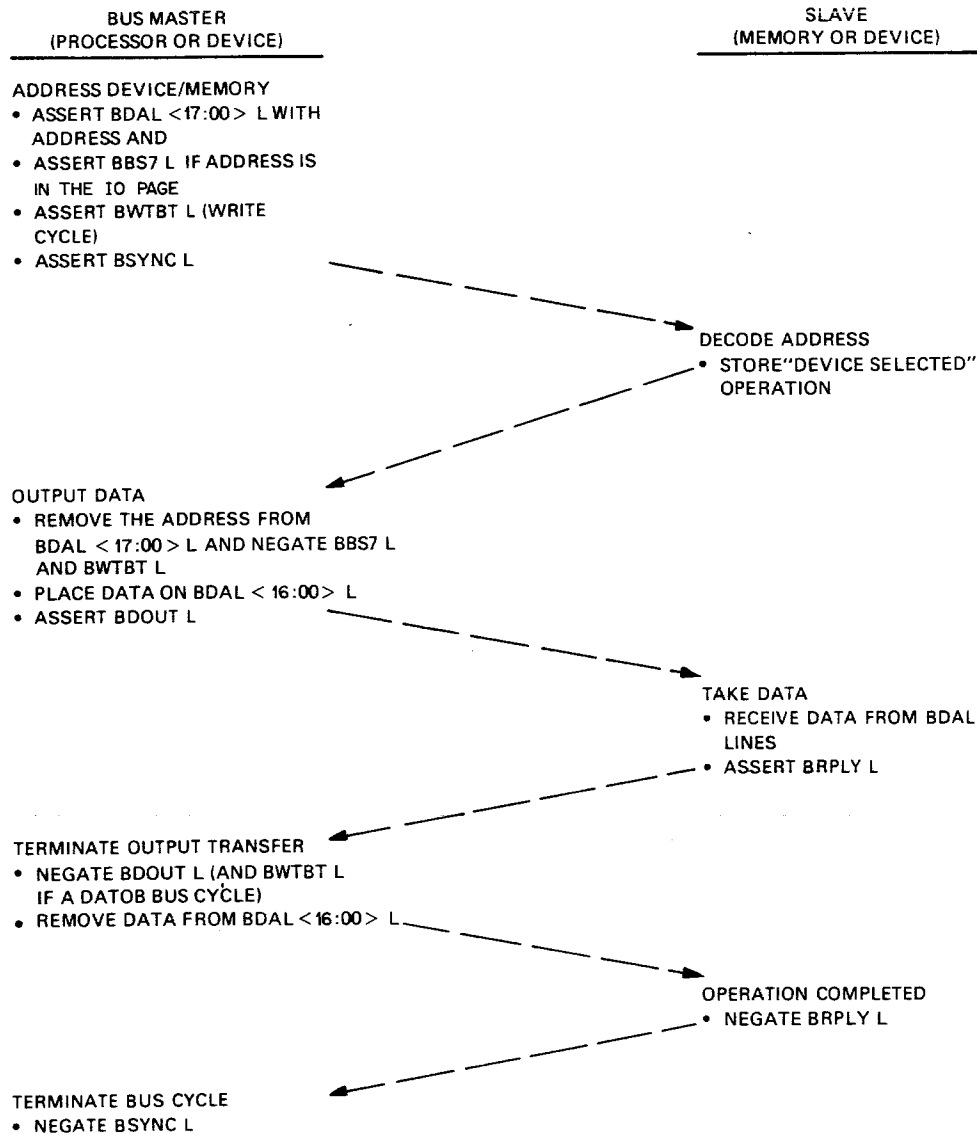 BUS MASTER
(PROCESSOR OR DEVICE)
SLAVE
(MEMORY OR DEVICE)
ADDRESS DEVICE/MEMORY
• ASSERT BDAL <17:00> L WITH
ADDRESS AND
• ASSERT BBS7 L IF ADDRESS IS
IN THE IO PAGE
• ASSERT BWTBT L (WRITE
CYCLE)
• ASSERT BSYNC L
DECODE ADDRESS
• STORE"DEVICE SELECTED"
OPERATION
OUTPUT DATA
• REMOVE THE ADDRESS FROM
BDAL <17:00> L AND NEGATE BBS7 L
AND BWTBT L
• PLACE DATA ON BDAL <16:00> L
• ASSERT BDOUT L
TAKE DATA
• RECEIVE DATA FROM BDAL
LINES
• ASSERT BRPLY L
TERMINATE OUTPUT TRANSFER
• NEGATE BDOUT L (AND BWTBT L
IF A DATOB BUS CYCLE)
• REMOVE DATA FROM BDAL <16:00> L
OPERATION COMPLETED
• NEGATE BRPLY L
TERMINATE BUS CYCLE
• NEGATE BSYNC L